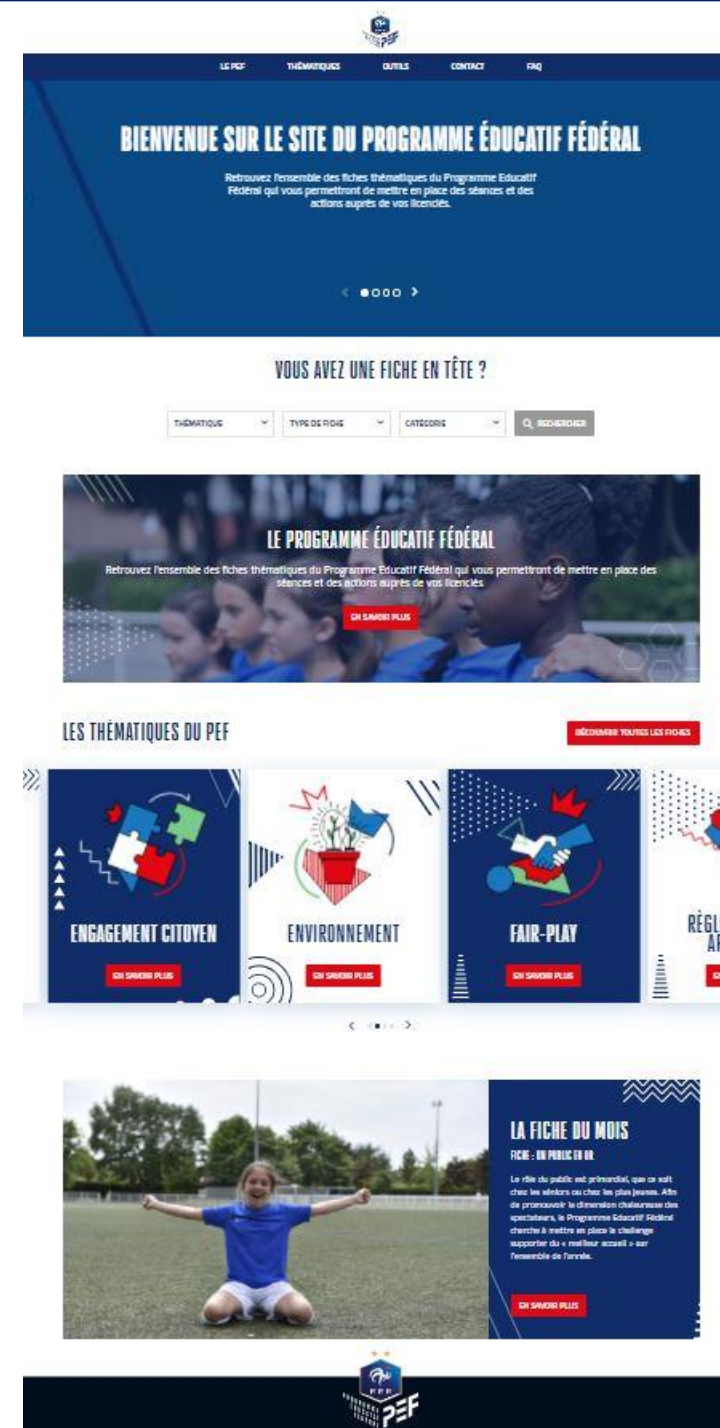 PEF
LE PEF THÉMATIQUES OUTILS CONTACT FAQ
BIENVENUE SUR LE SITE DU PROGRAMME ÉDUCATIF FÉDÉRAL
Retrouvez l'ensemble des fiches thématiques du Programme Educatif
Fédéral qui vous permettront de mettre en place des séances et des
actions auprès de vos licenciés.
VOUS AVEZ UNE FICHE EN TÊTE ?
THÉMATIQUE TYPE DE FICHE CATÉGORIE RECHERCHER
LE PROGRAMME ÉDUCATIF FÉDÉRAL
Retrouvez l'ensemble des fiches thématiques du Programme Educatif Fédéral qui vous permettront de mettre en place des
séances et des actions auprès de vos licenciés
EN SAVOIR PLUS
LES THÉMATIQUES DU PEF
DÉCOUVRIR TOUTES LES FICHES
ENGAGEMENT CITOYEN
EN SAVOIR PLUS
ENVIRONNEMENT
EN SAVOIR PLUS
FAIR-PLAY
EN SAVOIR PLUS
RÈGL
LA FICHE DU MOIS
FICHE : UN PUBLIC EN OR
Le rôle du public est primordial, que ce soit
chez les séniors ou chez les plus jeunes. Afin
de promouvoir la dimension chaleureuse des
spectateurs, le Programme Educatif Fédéral
cherche à mettre en place le challenge
supporter du « meilleur accueil » sur
l'ensemble de l'année.
EN SAVOIR PLUS
FFF
PROGRAMME
EDUCATIF
FÉDÉRAL
PEF